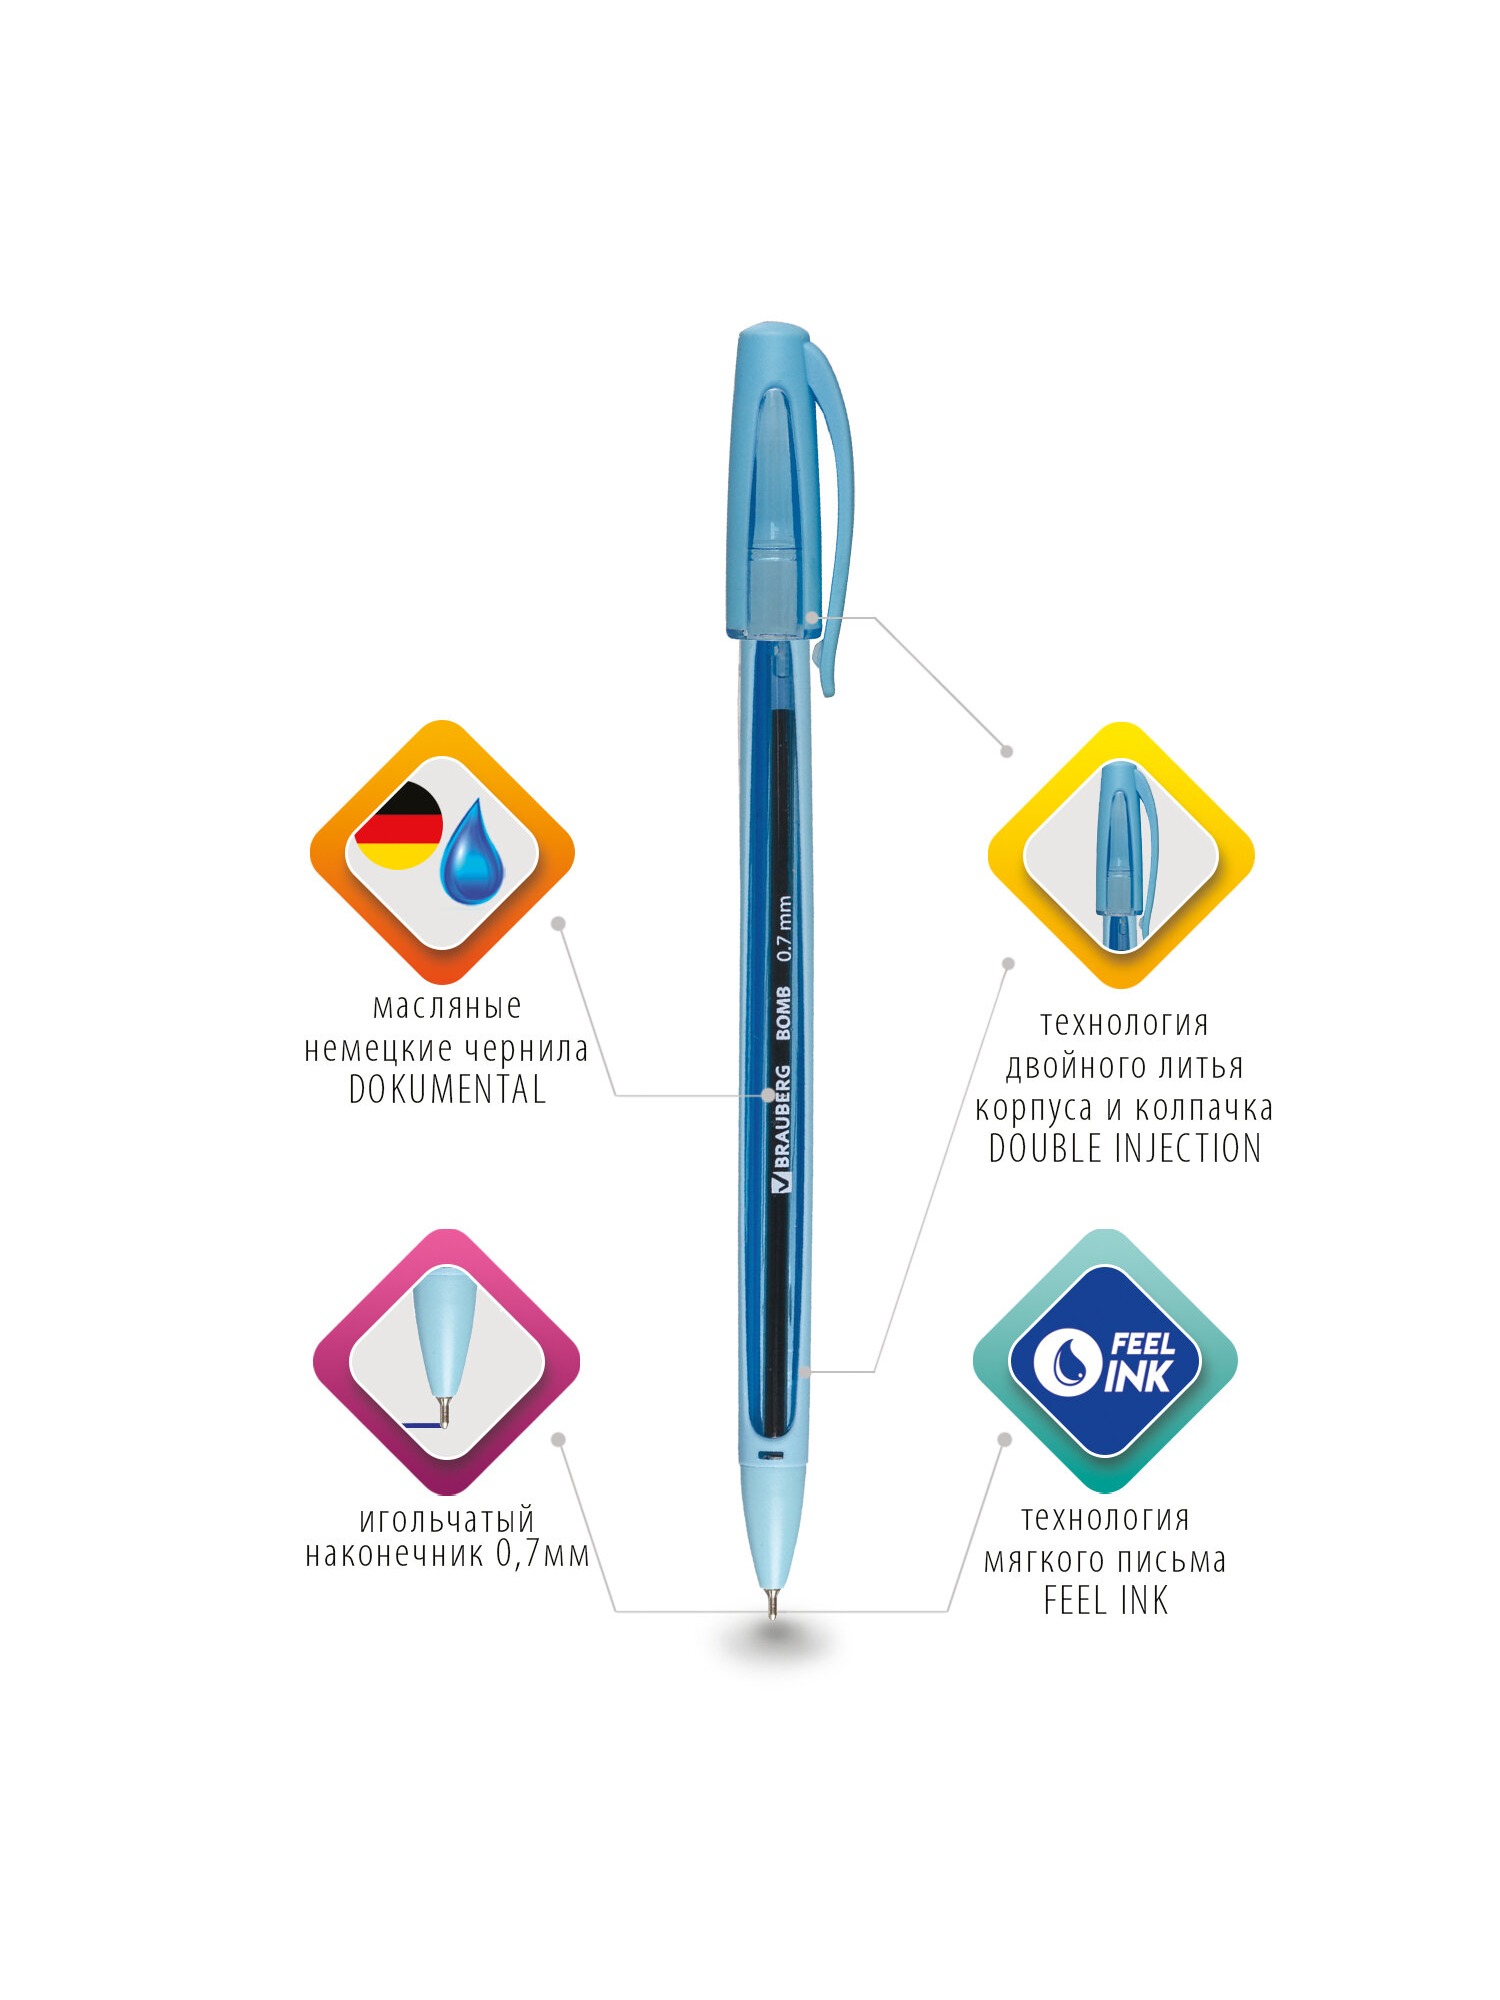 масляные
немецкие чернила
DOKUMENTAL
технология
двойного литья
корпуса и колпачка
DOUBLE INJECTION
BRAUBERG BOMB 0.7 mm
игольчатый
наконечник 0,7мм
FEEL
INK
технология
мягкого письма
FEEL INK